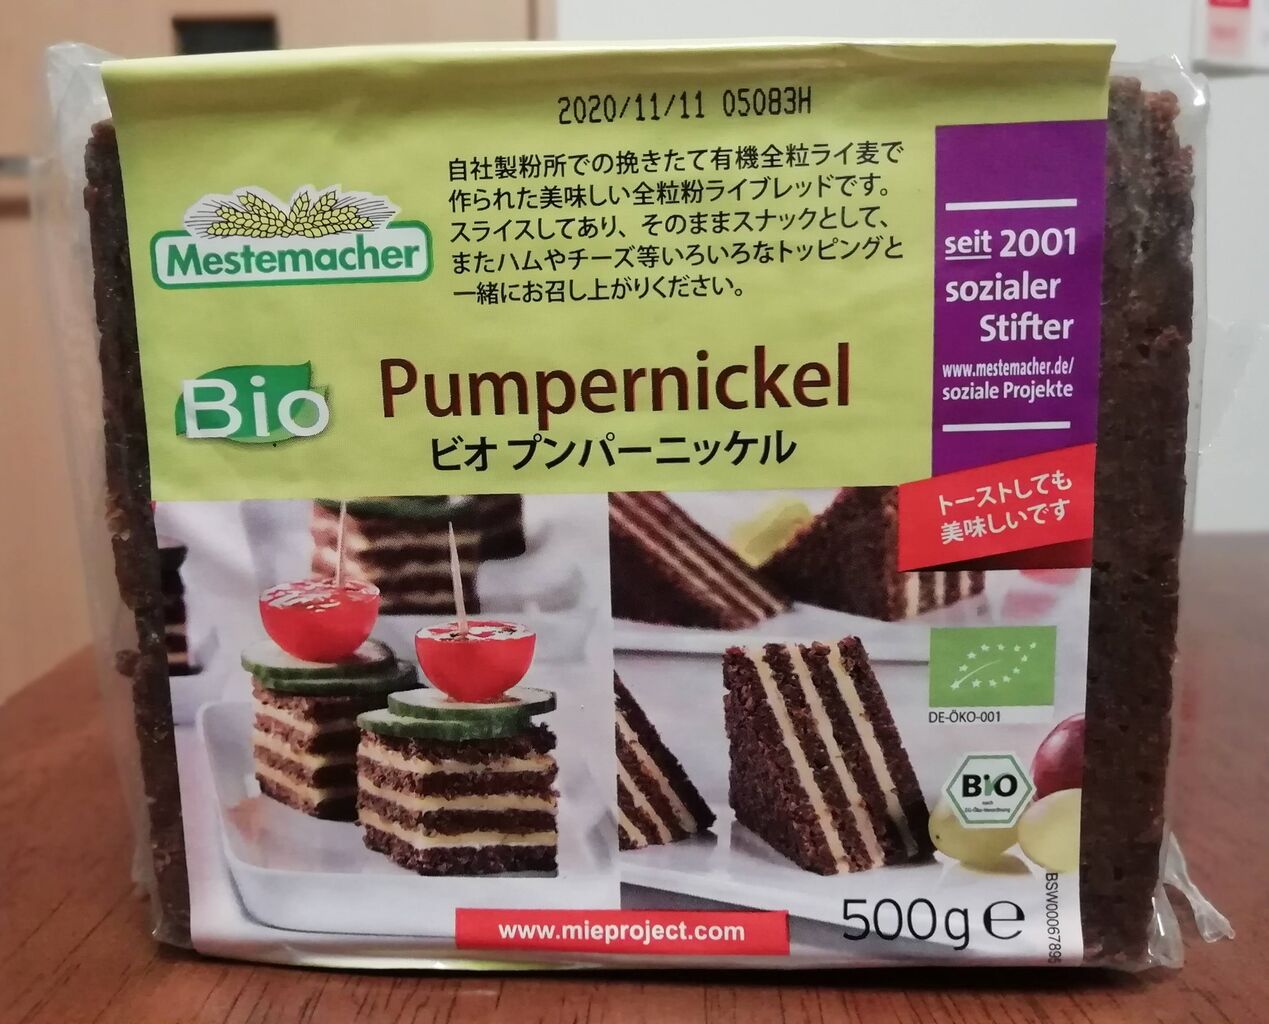 2020/11/11 05083H
自社製粉所での挽きたて有機全粒ライ麦で
作られた美味しい全粒粉ライブレッドです。
スライスしてあり、そのままスナックとして、
またハムやチーズ等いろいろなトッピングと
一緒にお召し上がりください。
Mestemacher
seit 2001
sozialer
Stifter
www.mestemacher.de/
soziale Projekte
Bio
Pumpernickel
ビオ プンパーニッケル
トーストしても
美味しいです
DE-ÖKO-001
BiO
nach
EG-Öko-Verordnung
www.mieproject.com
500g e
BSW00067895